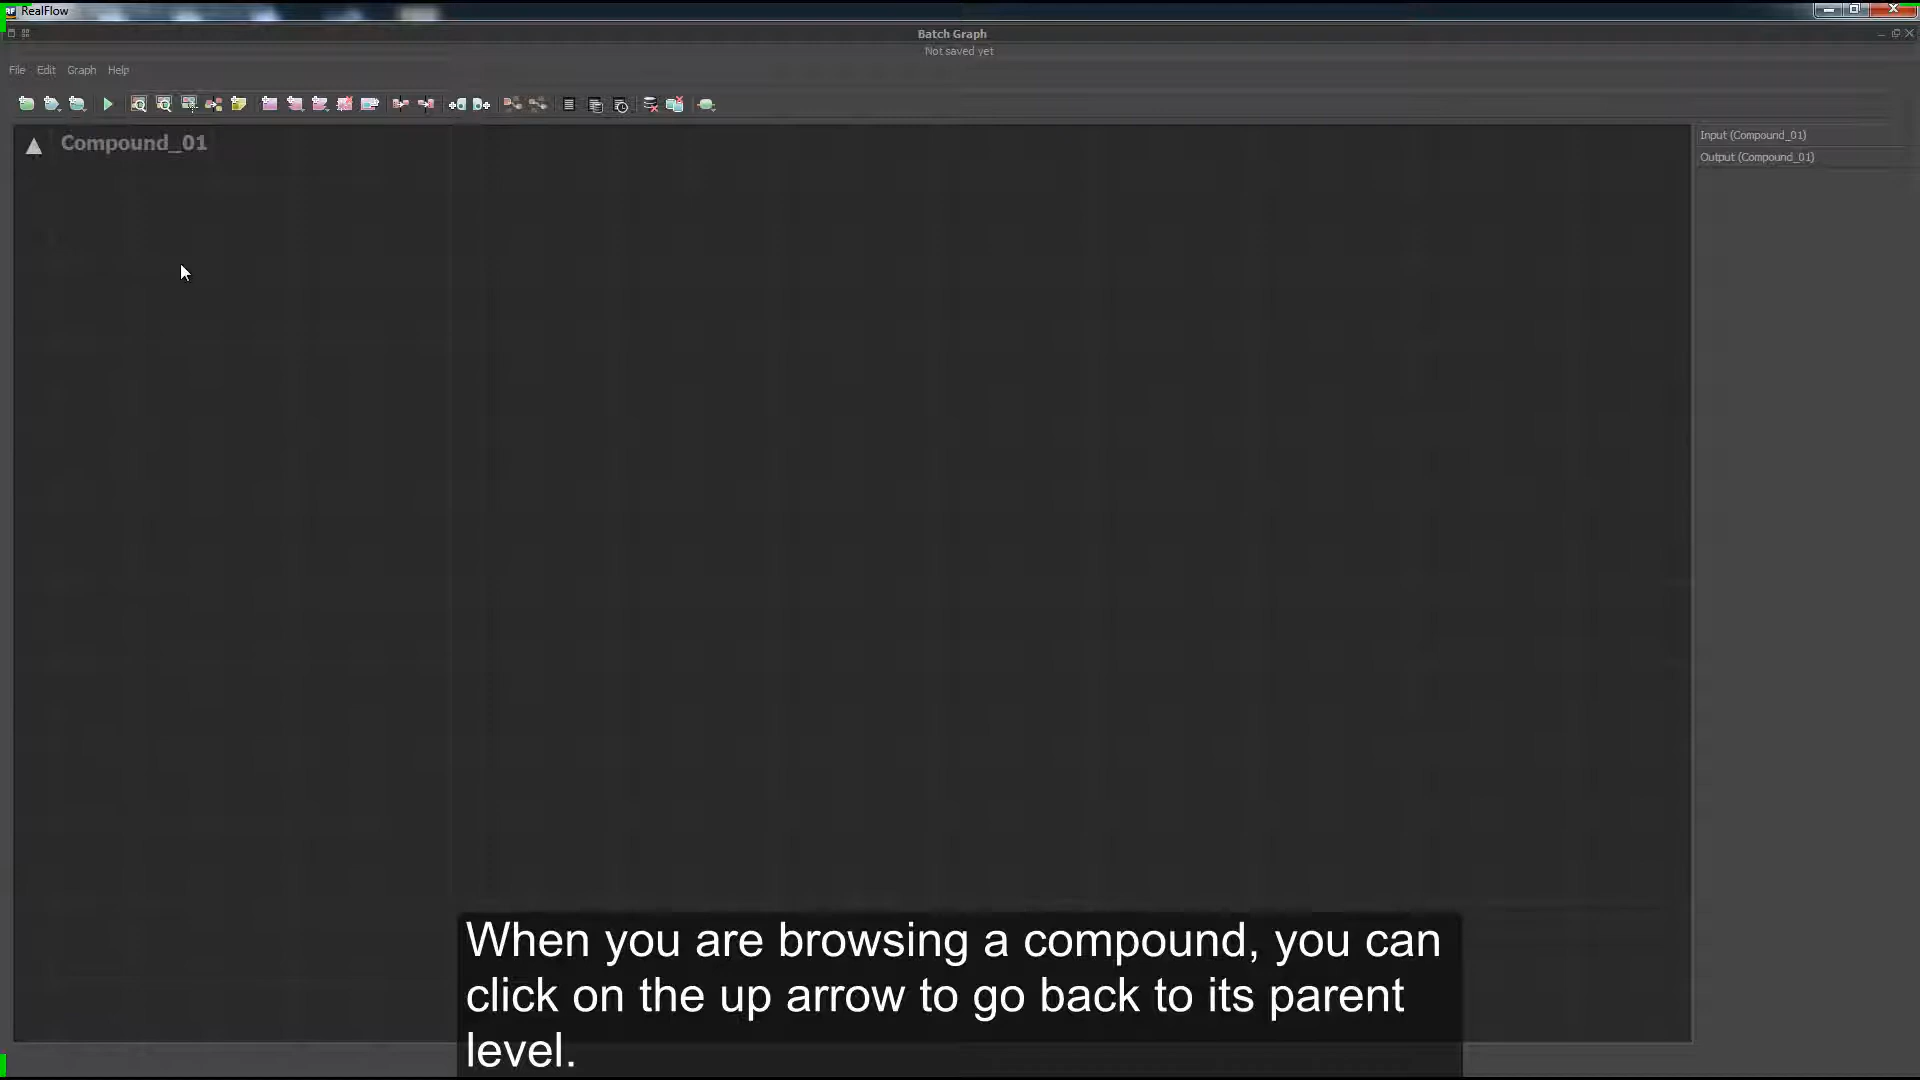 RealFlow
Batch Graph
Not saved yet
File Edit Graph Help
Compound_01
Input (Compound_01)
Output (Compound_01)
When you are browsing a compound, you can
click on the up arrow to go back to its parent
level.